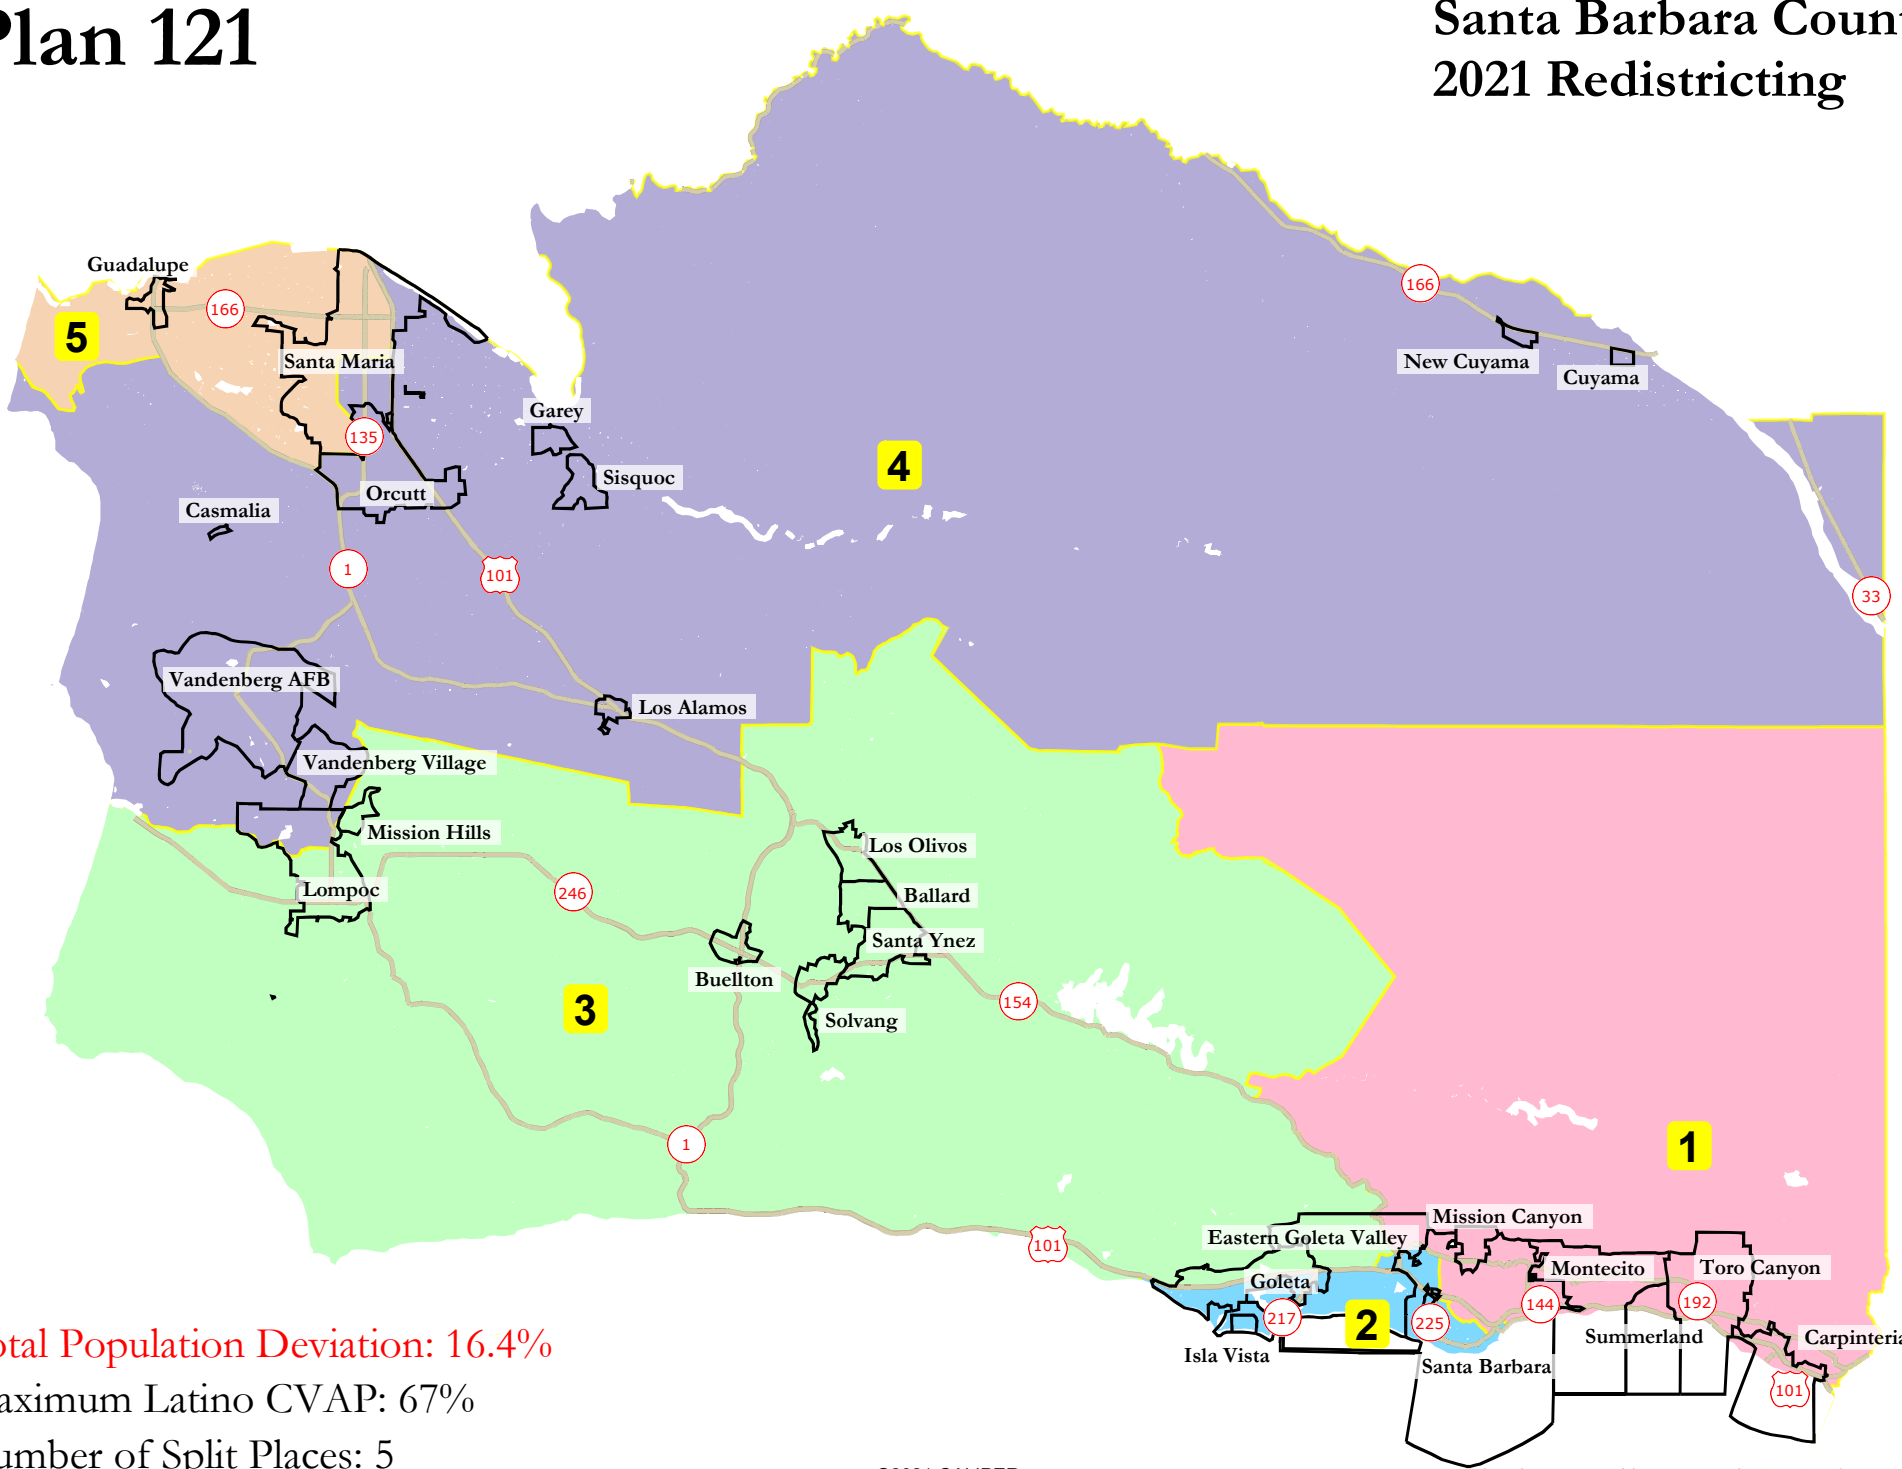 Plan 121
Santa Barbara Coun
2021 Redistricting
Guadalupe
166
5
Santa Maria
166
New Cuyama
Cuyama
Garey
135
4
Sisquoc
Orcutt
Casmalia
1
101
33
Vandenberg AFB
Los Alamos
Vandenberg Village
Mission Hills
Los Olivos
Lompoc
246
Ballard
Santa Ynez
Buellton
3
154
Solvang
1
1
Mission Canyon
101
Eastern Goleta Valley
Goleta
Montecito
Toro Canyon
217
2
225
144
192
Isla Vista
Santa Barbara
Summerland
Carpinteria
101
otal Population Deviation: 16.4%
aximum Latino CVAP: 67%
umber of Split Places: 5